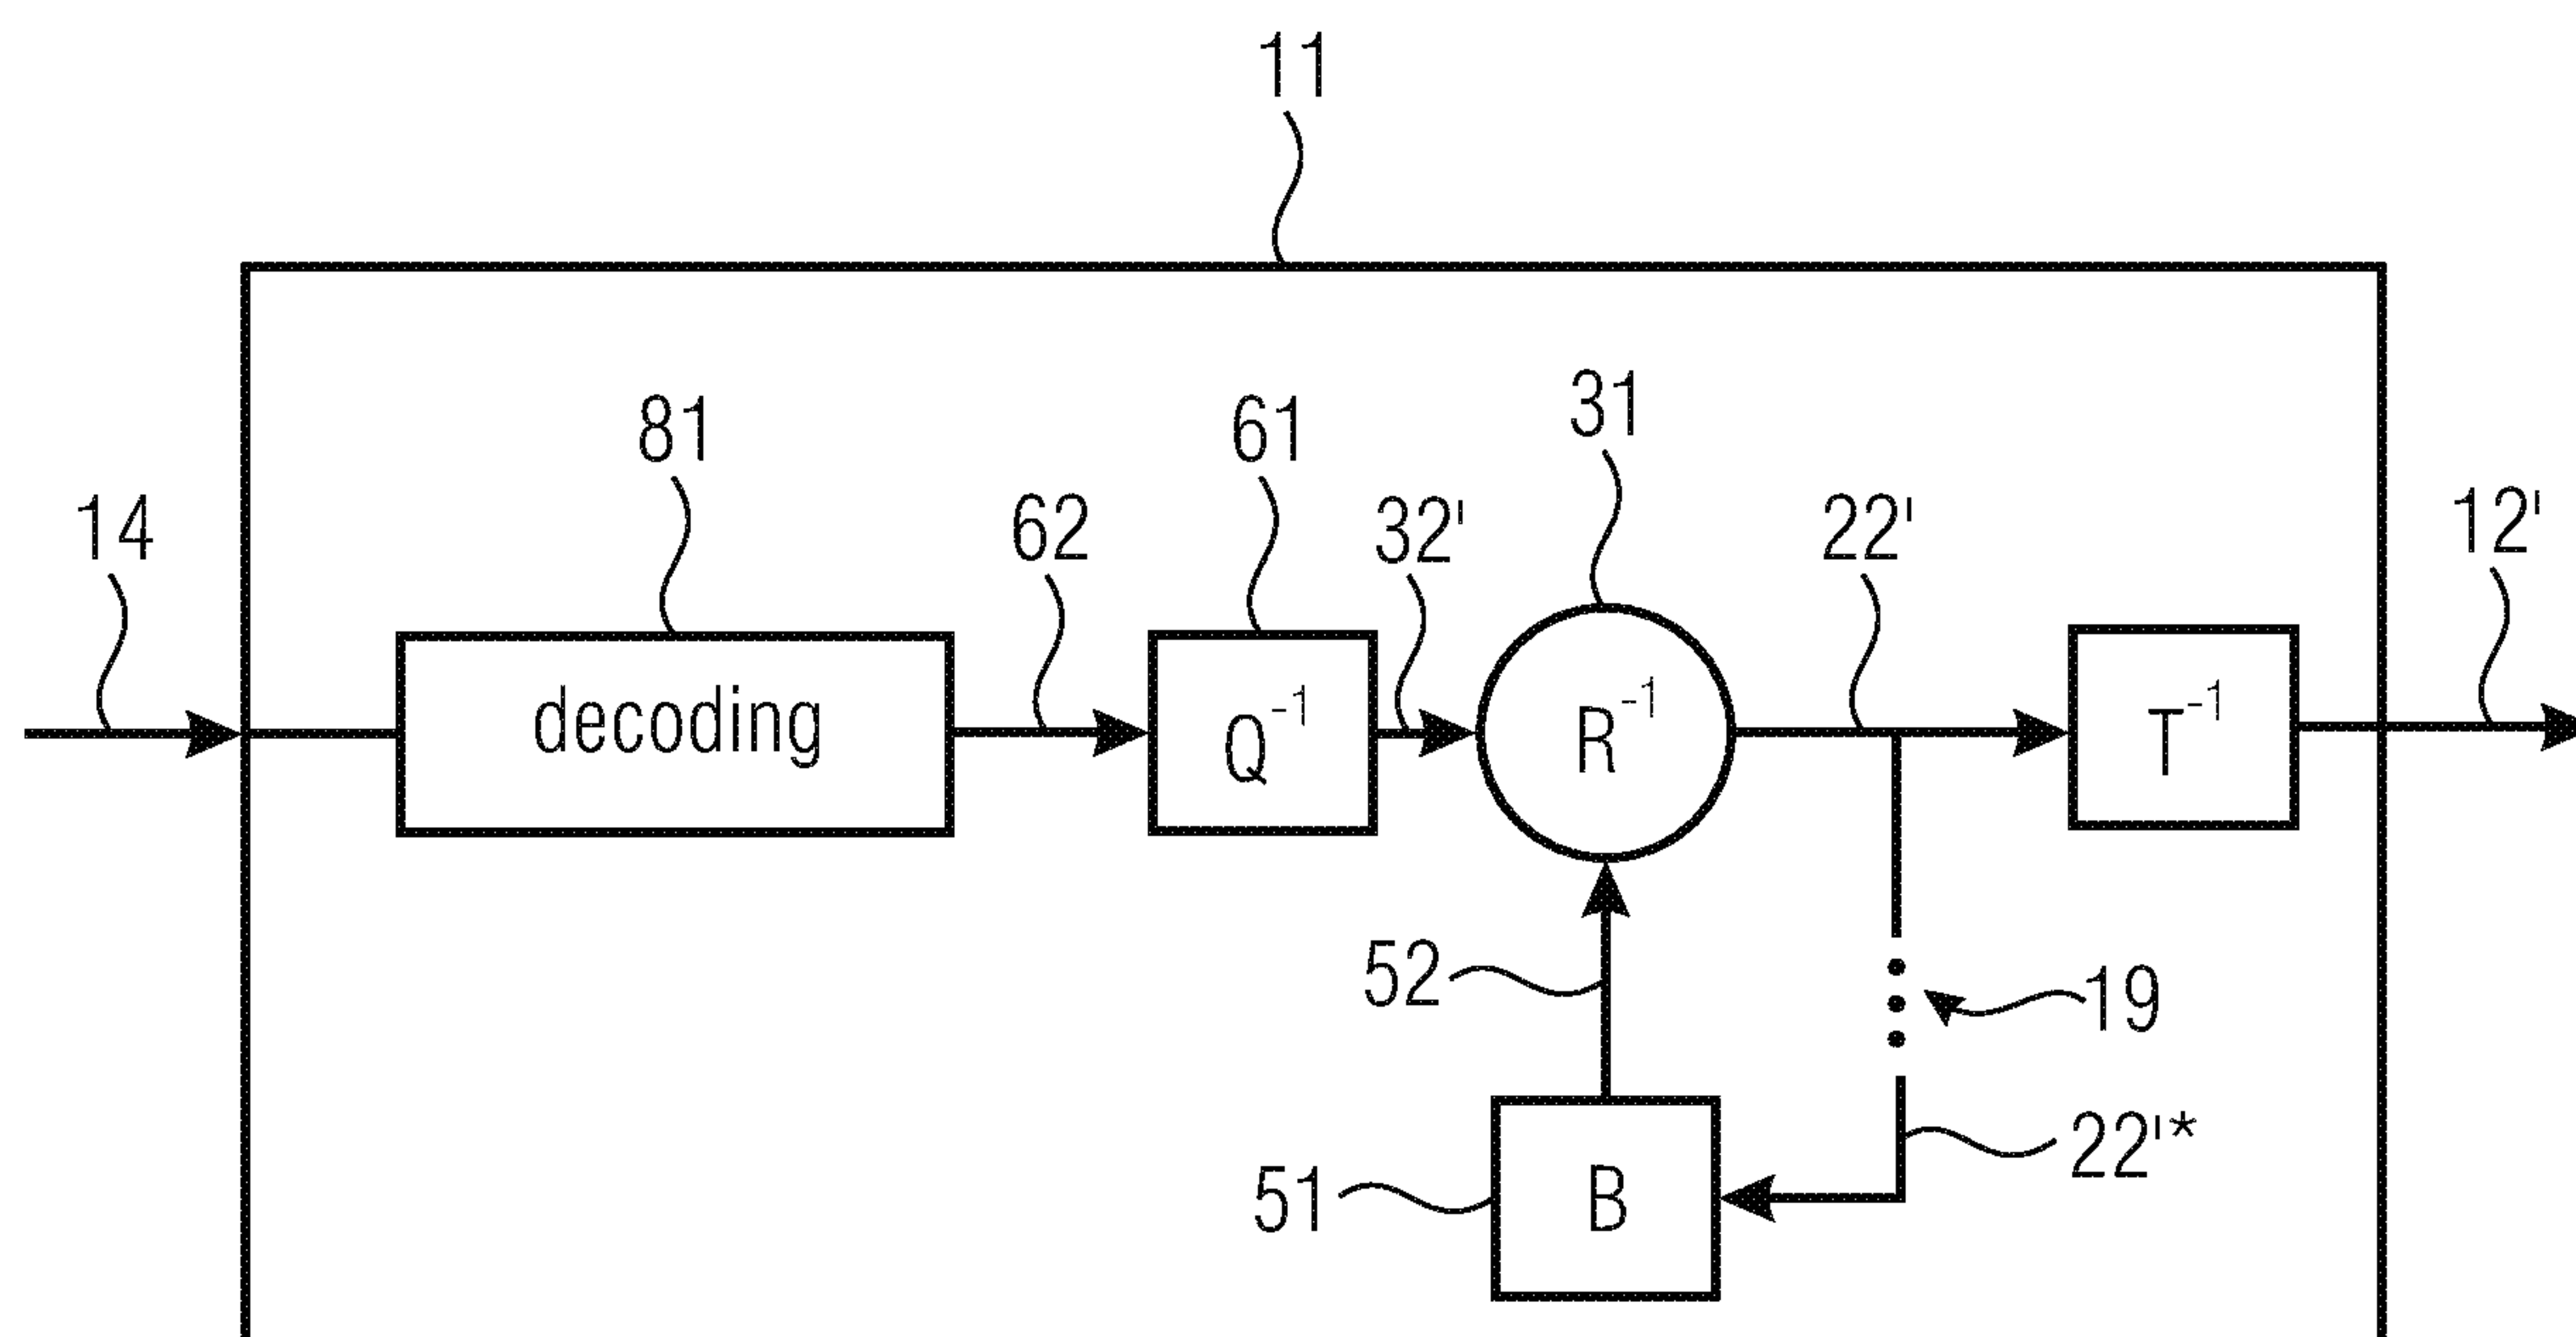 11
31
81
61
14
62
32'
22'
12'
decoding
Q⁻¹
R⁻¹
T⁻¹
52
19
22'*
51
B